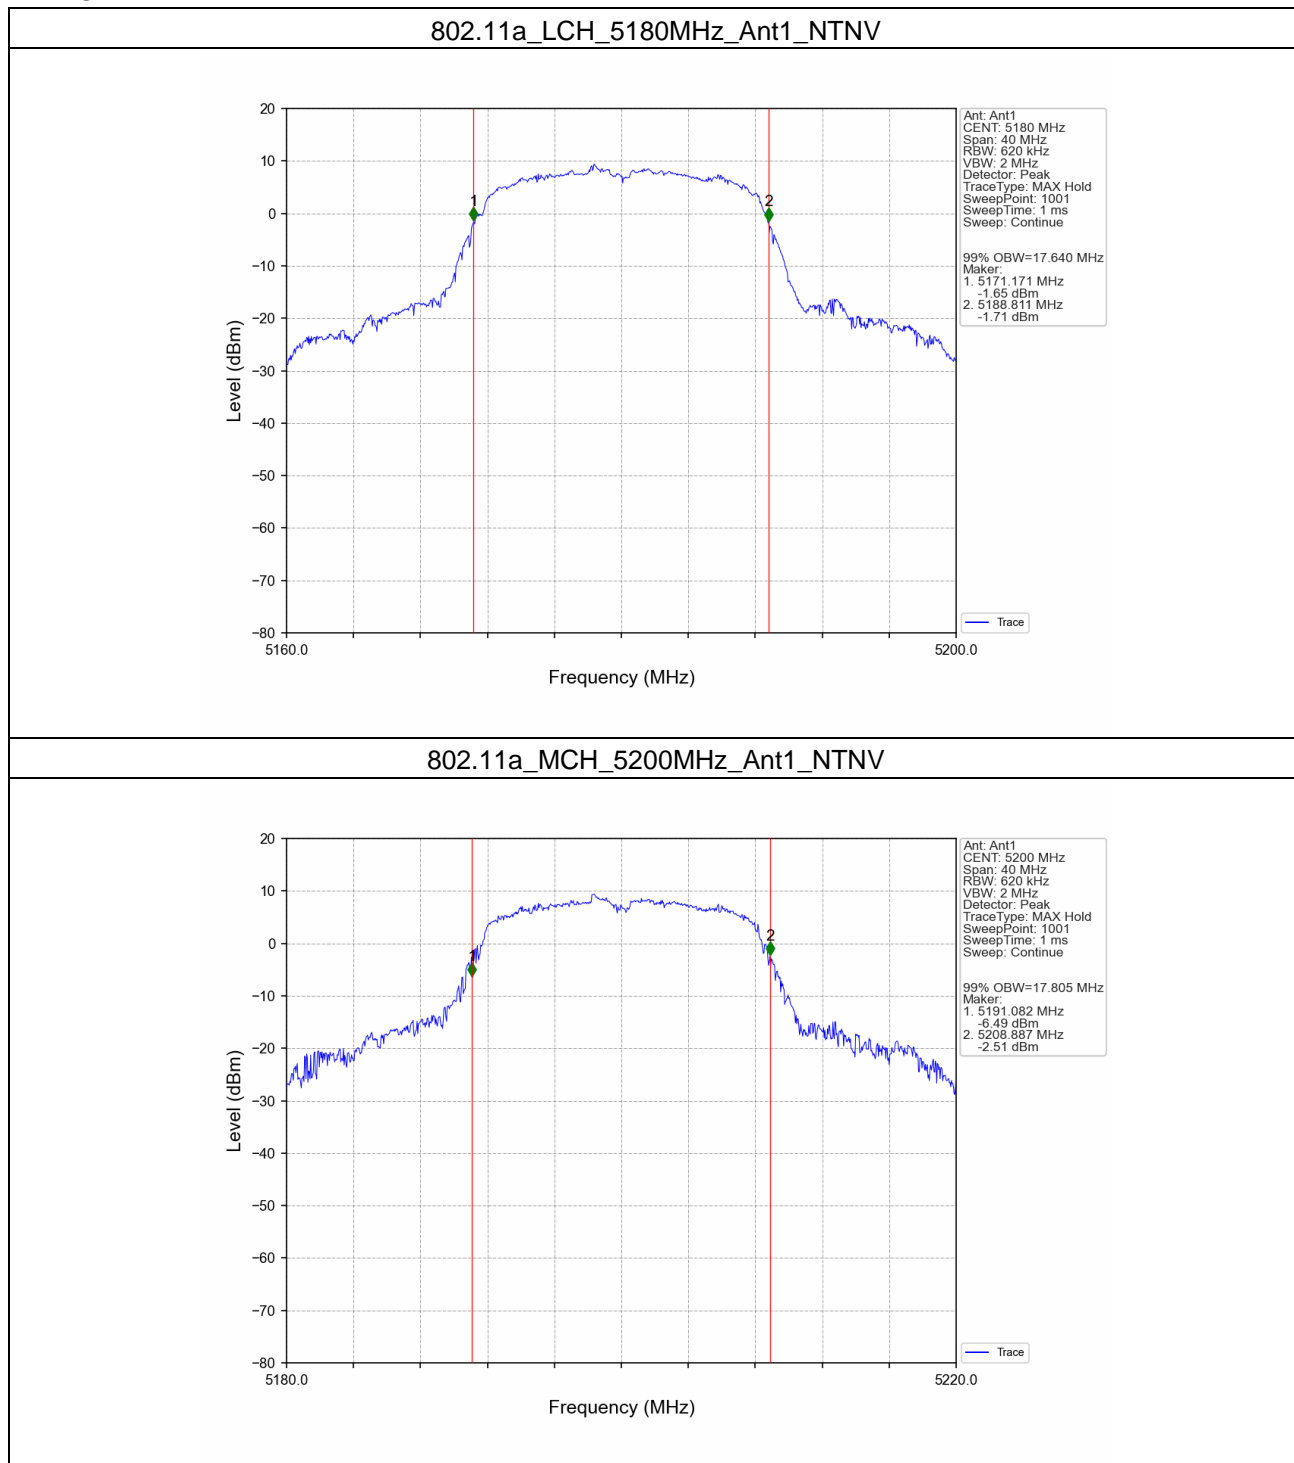 802.11a_LCH_5180MHz_Ant1_NTNV
20
10
0
−10
−20
−30
−40
−50
−60
−70
−80
Level (dBm)
5160.0
5200.0
Frequency (MHz)
1
2
Ant: Ant1
CENT: 5180 MHz
Span: 40 MHz
RBW: 620 kHz
VBW: 2 MHz
Detector: Peak
TraceType: MAX Hold
SweepPoint: 1001
SweepTime: 1 ms
Sweep: Continue
99% OBW=17.640 MHz
Maker:
1. 5171.171 MHz
-1.65 dBm
2. 5188.811 MHz
-1.71 dBm
Trace
802.11a_MCH_5200MHz_Ant1_NTNV
20
10
0
−10
−20
−30
−40
−50
−60
−70
−80
Level (dBm)
5180.0
5220.0
Frequency (MHz)
1
2
Ant: Ant1
CENT: 5200 MHz
Span: 40 MHz
RBW: 620 kHz
VBW: 2 MHz
Detector: Peak
TraceType: MAX Hold
SweepPoint: 1001
SweepTime: 1 ms
Sweep: Continue
99% OBW=17.805 MHz
Maker:
1. 5191.082 MHz
-6.49 dBm
2. 5208.887 MHz
-2.51 dBm
Trace